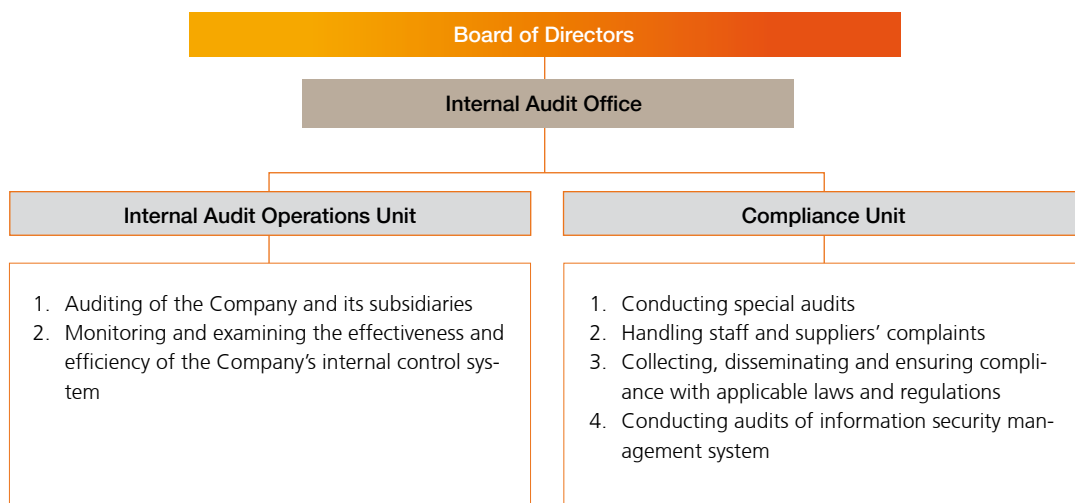 Board of Directors
Internal Audit Office
Internal Audit Operations Unit
1. Auditing of the Company and its subsidiaries
2. Monitoring and examining the effectiveness and
efficiency of the Company's internal control sys-
tem
Compliance Unit
1. Conducting special audits
2. Handling staff and suppliers' complaints
3. Collecting, disseminating and ensuring compli-
ance with applicable laws and regulations
4. Conducting audits of information security man-
agement system